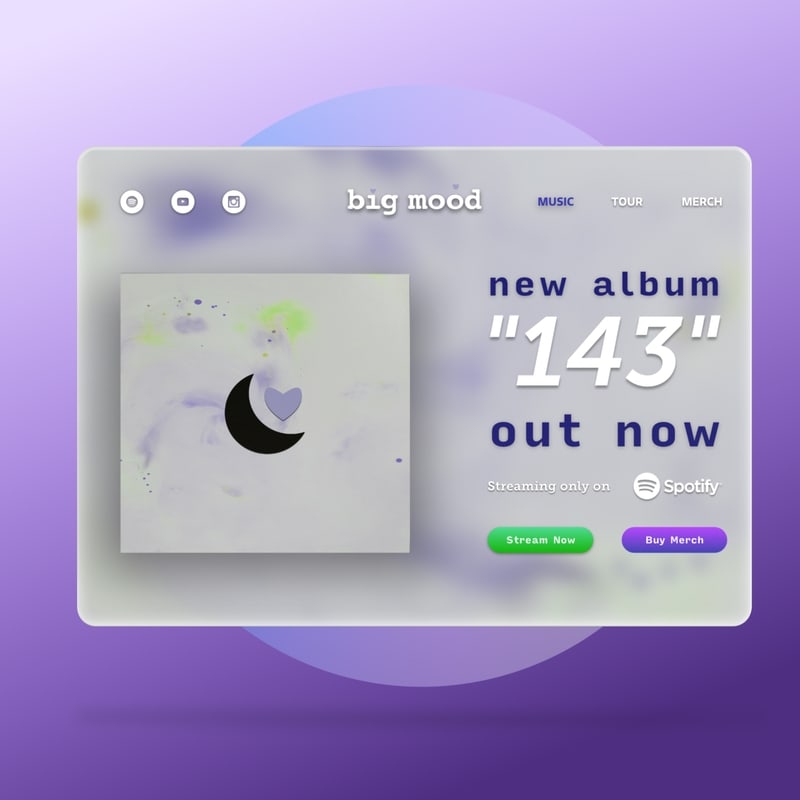 big mood
MUSIC TOUR MERCH
new album
"143"
out now
Streaming only on Spotify
Stream Now Buy Merch